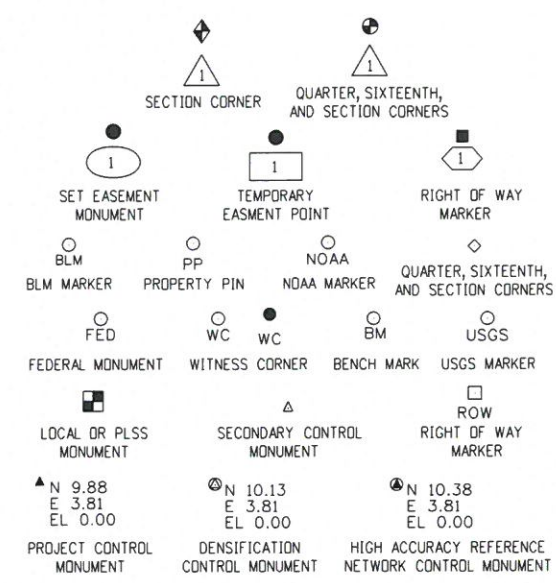 1
1
SECTION CORNER
QUARTER, SIXTEENTH,
AND SECTION CORNERS
1
1
1
SET EASEMENT
MONUMENT
TEMPORARY
EASMENT POINT
RIGHT OF WAY
MARKER
BLM
PP
NOAA
BLM MARKER
PROPERTY PIN
NOAA MARKER
QUARTER, SIXTEENTH,
AND SECTION CORNERS
FED
WC
WC
BM
USGS
FEDERAL MONUMENT
WITNESS CORNER
BENCH MARK
USGS MARKER
LOCAL OR PLSS
MONUMENT
SECONDARY CONTROL
MONUMENT
ROW
RIGHT OF WAY
MARKER
N 9.88
E 3.81
EL 0.00
PROJECT CONTROL
MONUMENT
N 10.13
E 3.81
EL 0.00
DENSIFICATION
CONTROL MONUMENT
N 10.38
E 3.81
EL 0.00
HIGH ACCURACY REFERENCE
NETWORK CONTROL MONUMENT